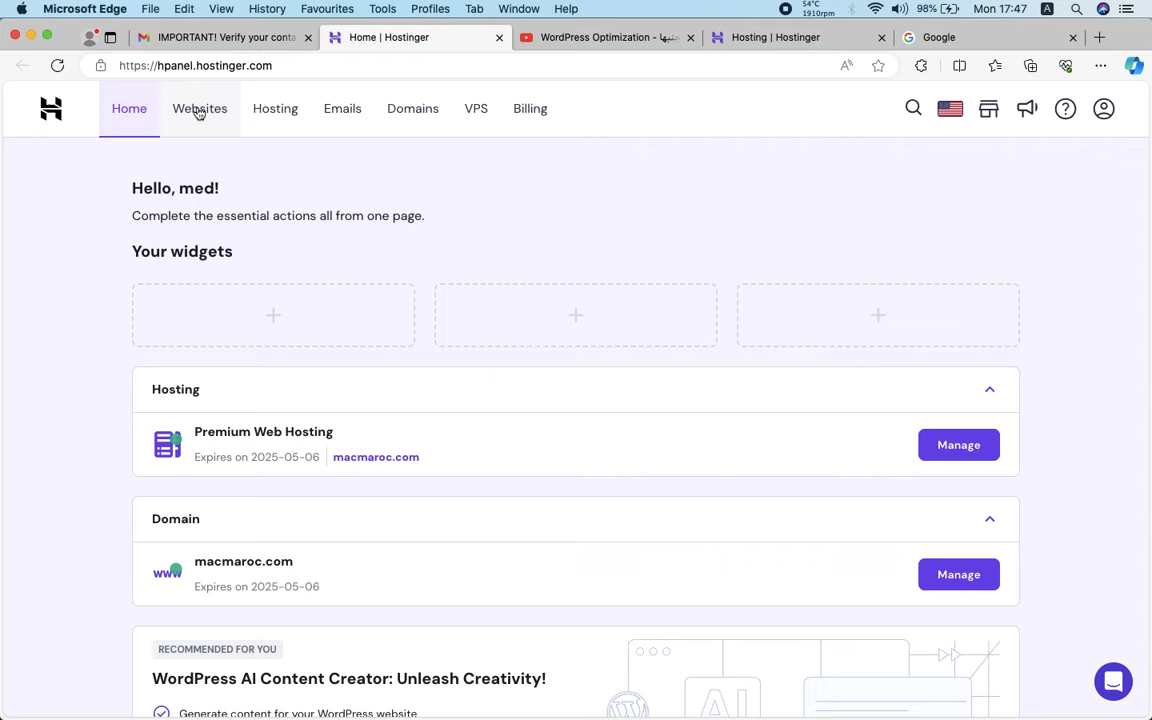 Microsoft Edge File Edit View History Favourites Tools Profiles Tab Window Help 54°C 1910rpm 98% Mon 17:47 A
IMPORTANT! Verify your conta Home | Hostinger WordPress Optimization - تجنبها Hosting | Hostinger Google
https://hpanel.hostinger.com
Home Websites Hosting Emails Domains VPS Billing
Hello, med!
Complete the essential actions all from one page.
Your widgets
Hosting
Premium Web Hosting
Expires on 2025-05-06 macmaroc.com
Manage
Domain
www macmaroc.com
Expires on 2025-05-06
Manage
RECOMMENDED FOR YOU
WordPress AI Content Creator: Unleash Creativity!
Generate content for your WordPress website
AI